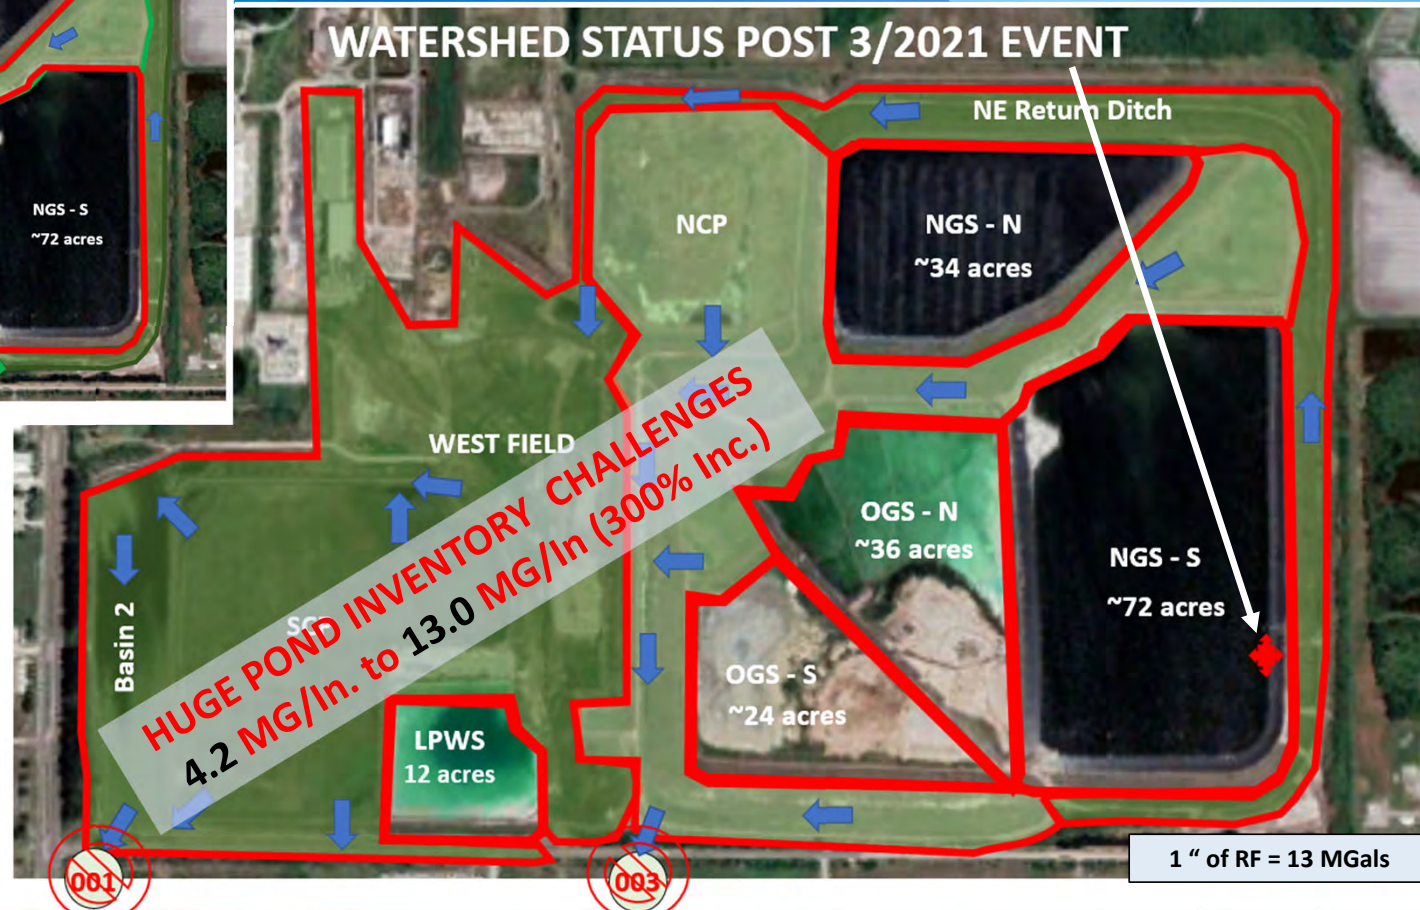 WATERSHED STATUS POST 3/2021 EVENT
NE Return Ditch
NGS - S
~72 acres
NCP
NGS - N
~34 acres
WEST FIELD
OGS - N
~36 acres
NGS - S
~72 acres
HUGE POND INVENTORY CHALLENGES
4.2 MG/In. to 13.0 MG/In (300% Inc.)
Basin 2
OGS - S
~24 acres
LPWS
12 acres
1 “ of RF = 13 MGals
001
003